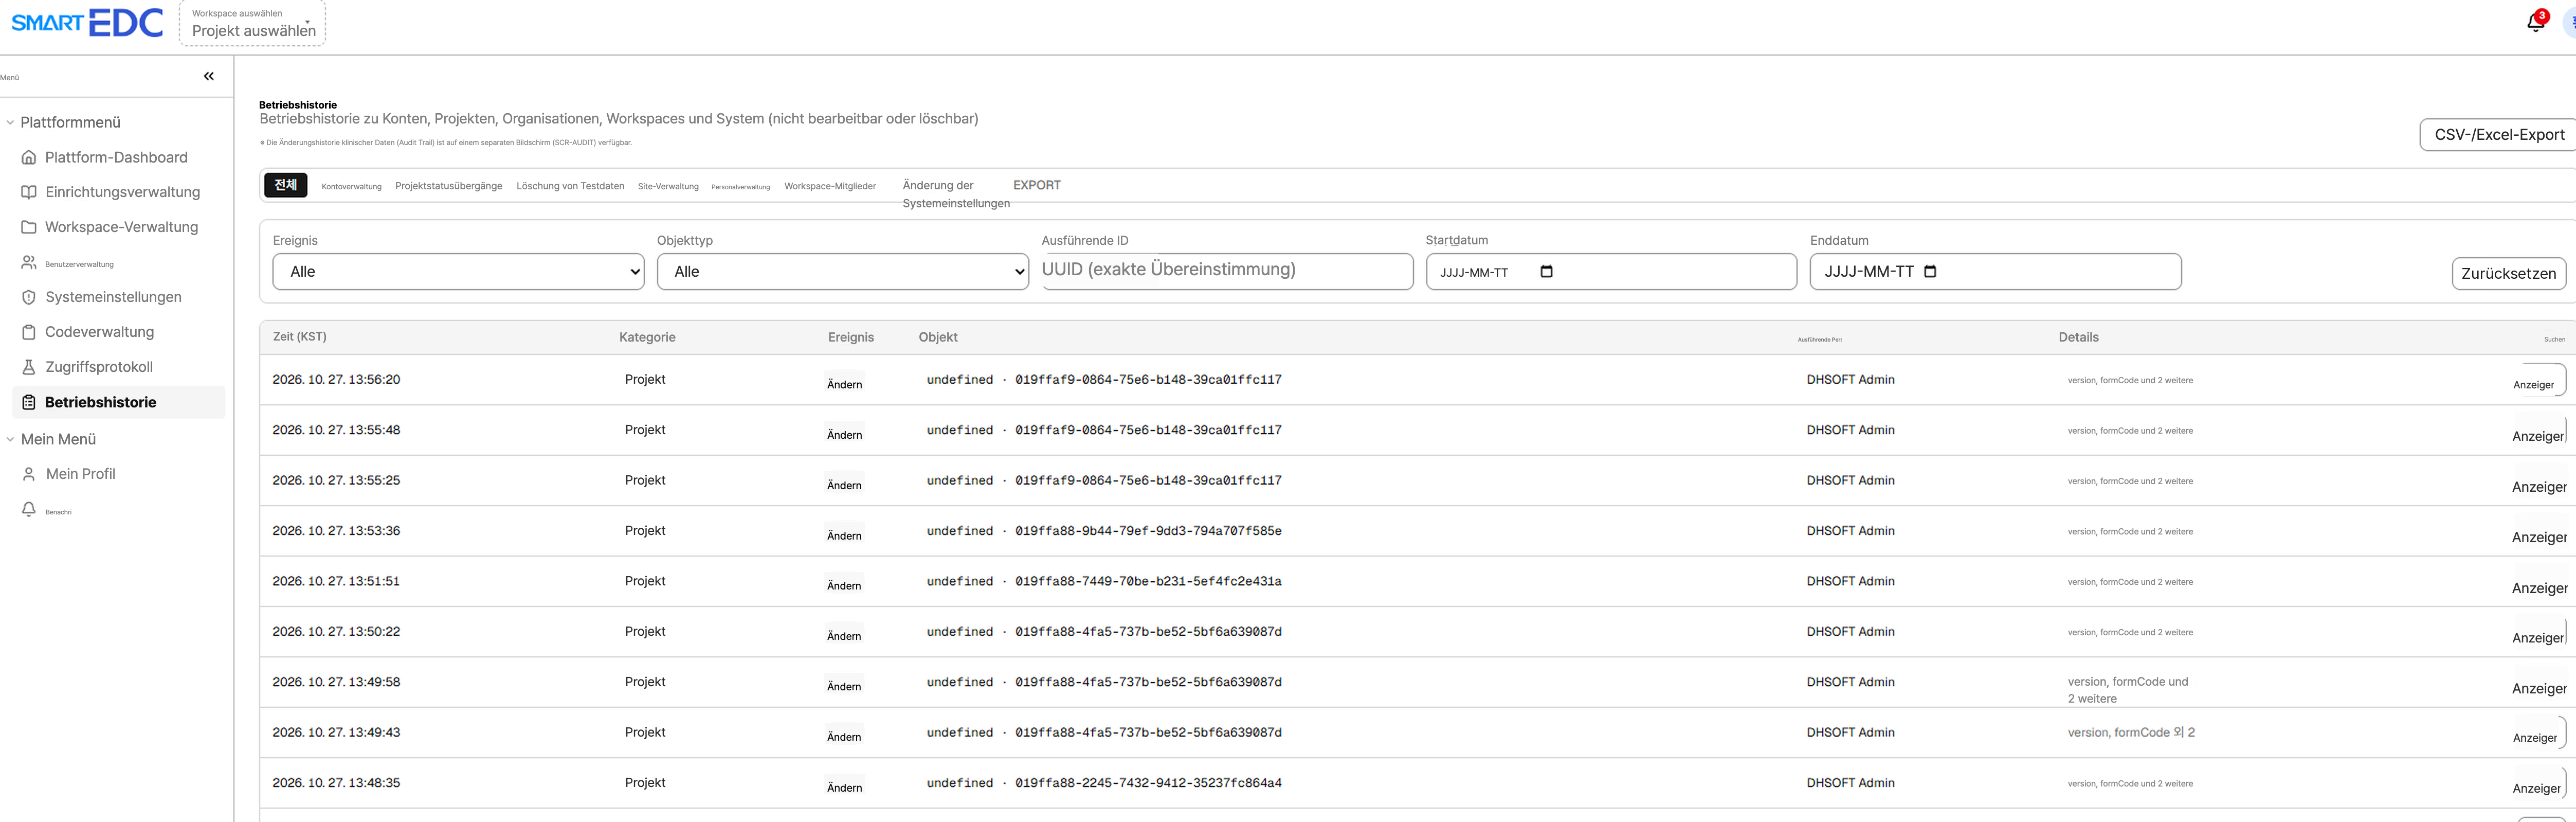 SMART EDC
Workspace auswählen
Projekt auswählen
3
Menü
Plattformmenü
Plattform-Dashboard
Einrichtungsverwaltung
Workspace-Verwaltung
Benutzerverwaltung
Systemeinstellungen
Codeverwaltung
Zugriffsprotokoll
Betriebshistorie
Mein Menü
Mein Profil
Benachri
Betriebshistorie
Betriebshistorie zu Konten, Projekten, Organisationen, Workspaces und System (nicht bearbeitbar oder löschbar)
※ Die Änderungshistorie klinischer Daten (Audit Trail) ist auf einem separaten Bildschirm (SCR-AUDIT) verfügbar.
CSV-/Excel-Export
전체 Kontoverwaltung Projektstatusübergänge Löschung von Testdaten Site-Verwaltung Personalverwaltung Workspace-Mitglieder Änderung der EXPORT
Systemeinstellungen
Ereignis Objekttyp Ausführende ID Startdatum Enddatum
Alle Alle UUID (exakte Übereinstimmung) JJJJ-MM-TT JJJJ-MM-TT Zurücksetzen
Zeit (KST) Kategorie Ereignis Objekt Ausführende Per Details Suchen
2026. 10. 27. 13:56:20 Projekt Ändern undefined · 019ffaf9-0864-75e6-b148-39ca01ffc117 DHSOFT Admin version, formCode und 2 weitere Anzeiger
2026. 10. 27. 13:55:48 Projekt Ändern undefined · 019ffaf9-0864-75e6-b148-39ca01ffc117 DHSOFT Admin version, formCode und 2 weitere Anzeiger
2026. 10. 27. 13:55:25 Projekt Ändern undefined · 019ffaf9-0864-75e6-b148-39ca01ffc117 DHSOFT Admin version, formCode und 2 weitere Anzeiger
2026. 10. 27. 13:53:36 Projekt Ändern undefined · 019ffa88-9b44-79ef-9dd3-794a707f585e DHSOFT Admin version, formCode und 2 weitere Anzeiger
2026. 10. 27. 13:51:51 Projekt Ändern undefined · 019ffa88-7449-70be-b231-5ef4fc2e431a DHSOFT Admin version, formCode und 2 weitere Anzeiger
2026. 10. 27. 13:50:22 Projekt Ändern undefined · 019ffa88-4fa5-737b-be52-5bf6a639087d DHSOFT Admin version, formCode und 2 weitere Anzeiger
2026. 10. 27. 13:49:58 Projekt Ändern undefined · 019ffa88-4fa5-737b-be52-5bf6a639087d DHSOFT Admin version, formCode und Anzeiger
2 weitere
2026. 10. 27. 13:49:43 Projekt Ändern undefined · 019ffa88-4fa5-737b-be52-5bf6a639087d DHSOFT Admin version, formCode 외 2 Anzeiger
2026. 10. 27. 13:48:35 Projekt Ändern undefined · 019ffa88-2245-7432-9412-35237fc864a4 DHSOFT Admin version, formCode und 2 weitere Anzeiger